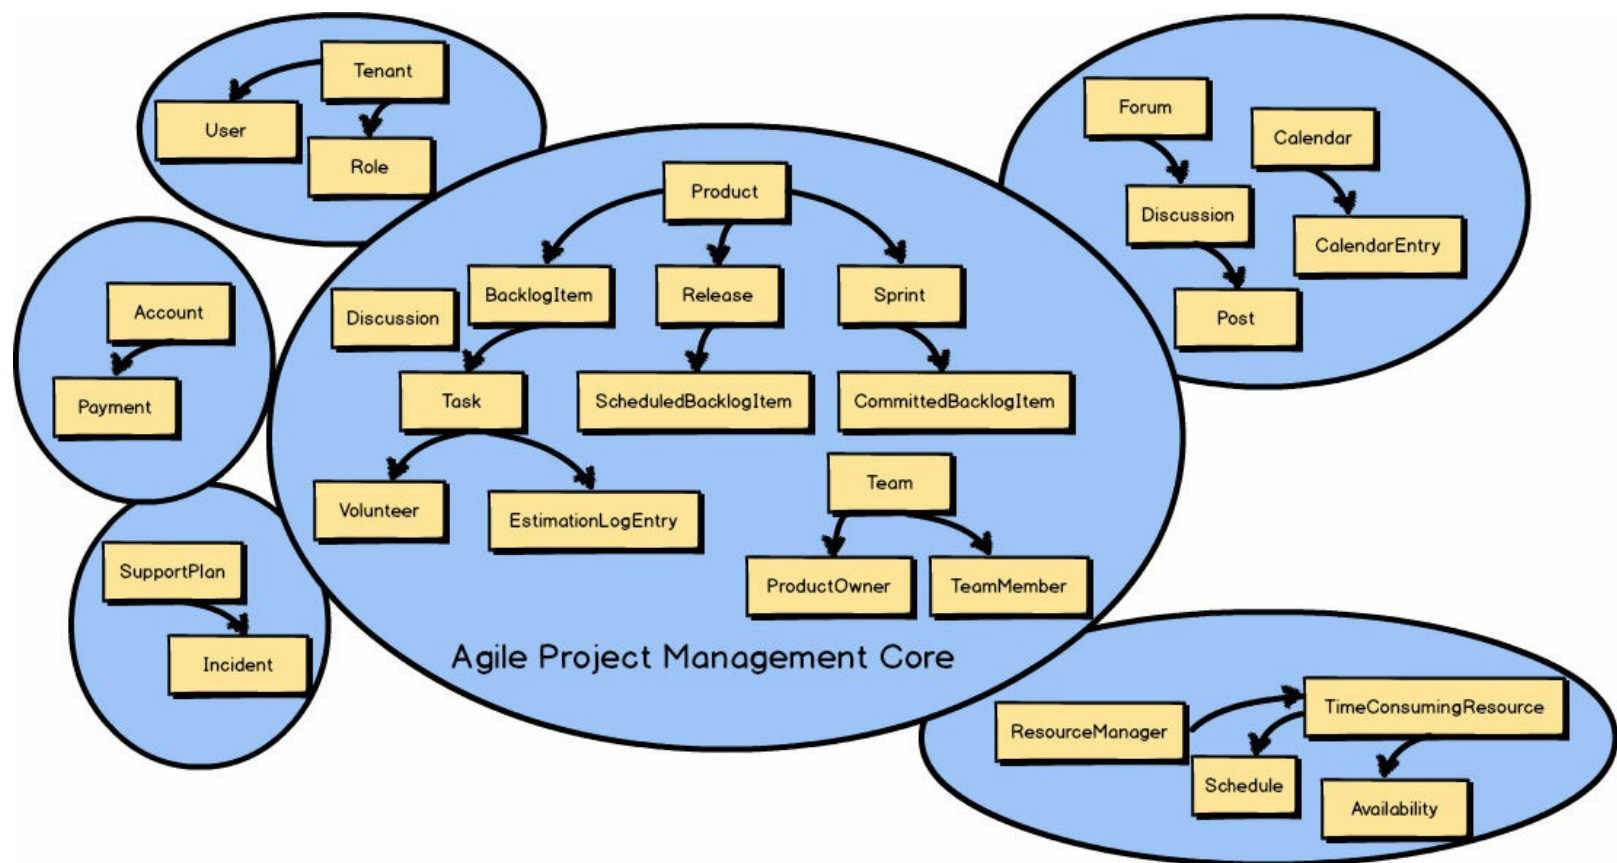 Tenant
User
Role
Forum
Calendar
Discussion
CalendarEntry
Post
Product
BacklogItem
Release
Sprint
Discussion
Task
ScheduledBacklogItem
CommittedBacklogItem
Volunteer
EstimationLogEntry
Team
ProductOwner
TeamMember
Agile Project Management Core
Account
Payment
SupportPlan
Incident
ResourceManager
TimeConsumingResource
Schedule
Availability